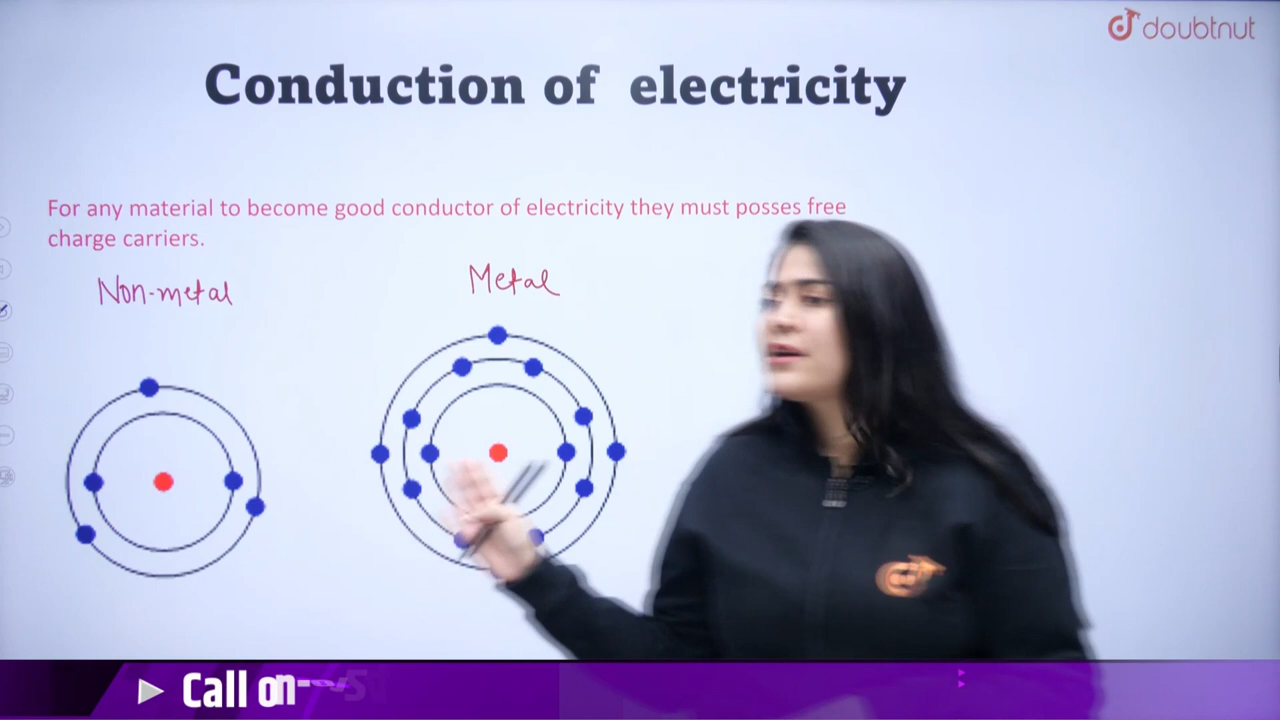 doubtnut
Conduction of electricity
For any material to become good conductor of electricity they must posses free
charge carriers.
Non-metal
Metal
Call on-